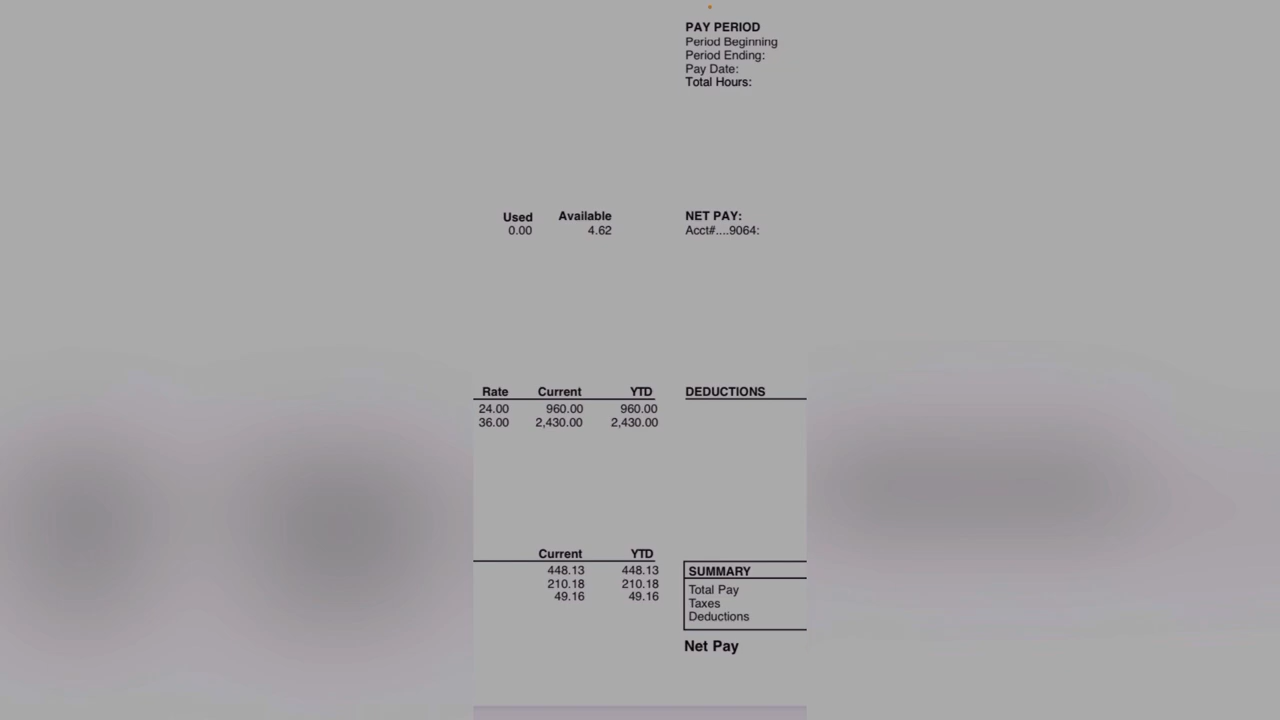 PAY PERIOD
Period Beginning
Period Ending:
Pay Date:
Total Hours:
Used Available NET PAY:
0.00 4.62 Acct#....9064:
Rate Current YTD DEDUCTIONS
24.00 960.00 960.00
36.00 2,430.00 2,430.00
Current YTD
448.13 448.13 SUMMARY
210.18 210.18 Total Pay
49.16 49.16 Taxes
Deductions
Net Pay